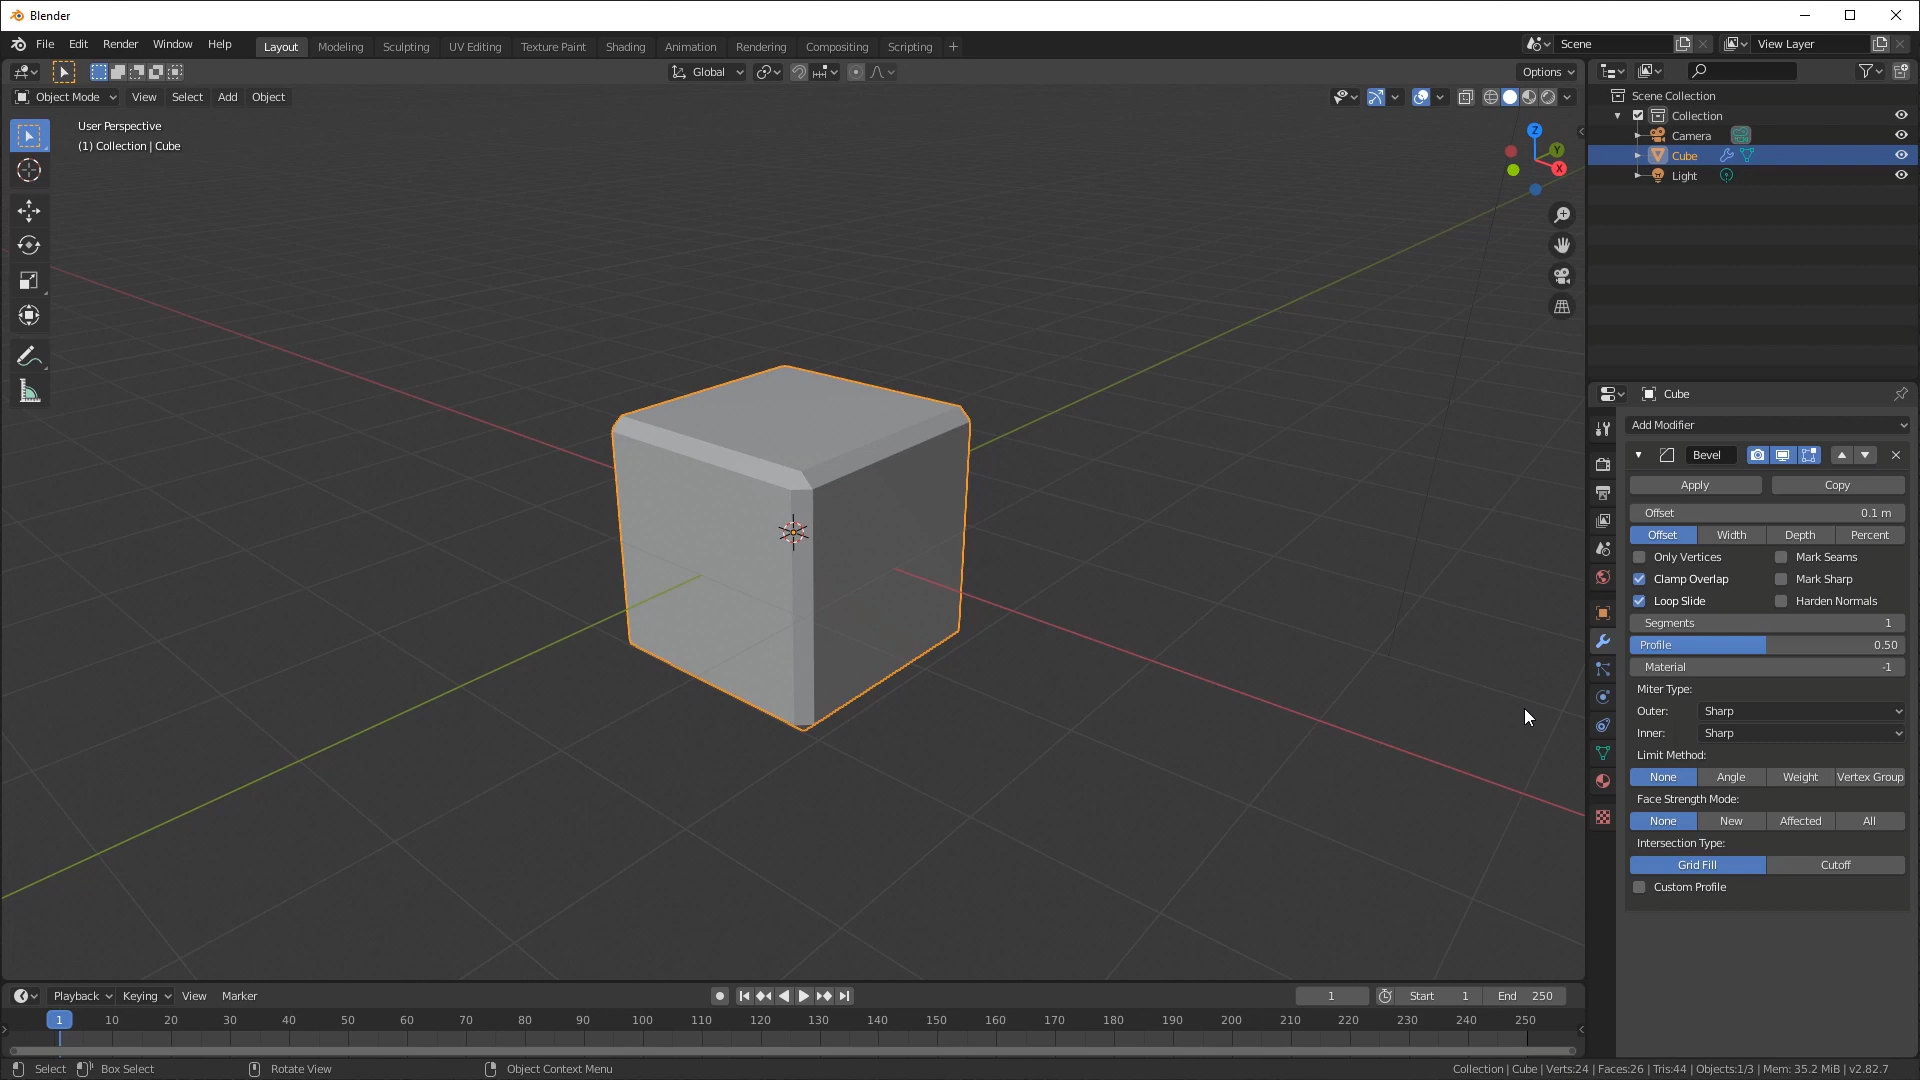 Blender
File Edit Render Window Help Layout Modeling Sculpting UV Editing Texture Paint Shading Animation Rendering Compositing Scripting + Scene View Layer
Global Options
Object Mode View Select Add Object
User Perspective
(1) Collection | Cube
Z
Y
X
Scene Collection
Collection
Camera
Cube
Light
Cube
Add Modifier
Bevel
Apply Copy
Offset 0.1 m
Offset Width Depth Percent
Only Vertices Mark Seams
Clamp Overlap Mark Sharp
Loop Slide Harden Normals
Segments 1
Profile 0.50
Material -1
Miter Type:
Outer: Sharp
Inner: Sharp
Limit Method:
None Angle Weight Vertex Group
Face Strength Mode:
None New Affected All
Intersection Type:
Grid Fill Cutoff
Custom Profile
Playback Keying View Marker 1 Start 1 End 250
1 10 20 30 40 50 60 70 80 90 100 110 120 130 140 150 160 170 180 190 200 210 220 230 240 250
Select Box Select Rotate View Object Context Menu Collection | Cube | Verts:24 | Faces:26 | Tris:44 | Objects:1/3 | Mem: 35.2 MiB | v2.82.7